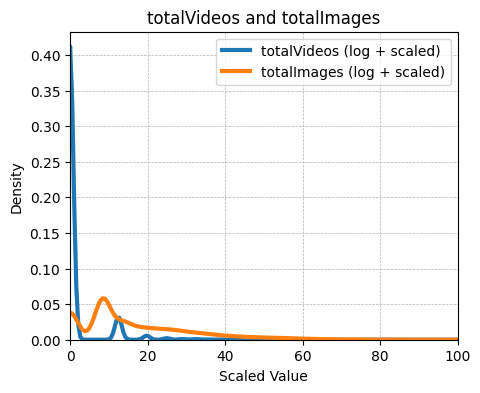 totalVideos and totalImages
totalVideos (log + scaled)
totalImages (log + scaled)
Density
0.40
0.35
0.30
0.25
0.20
0.15
0.10
0.05
0.00
0 20 40 60 80 100
Scaled Value